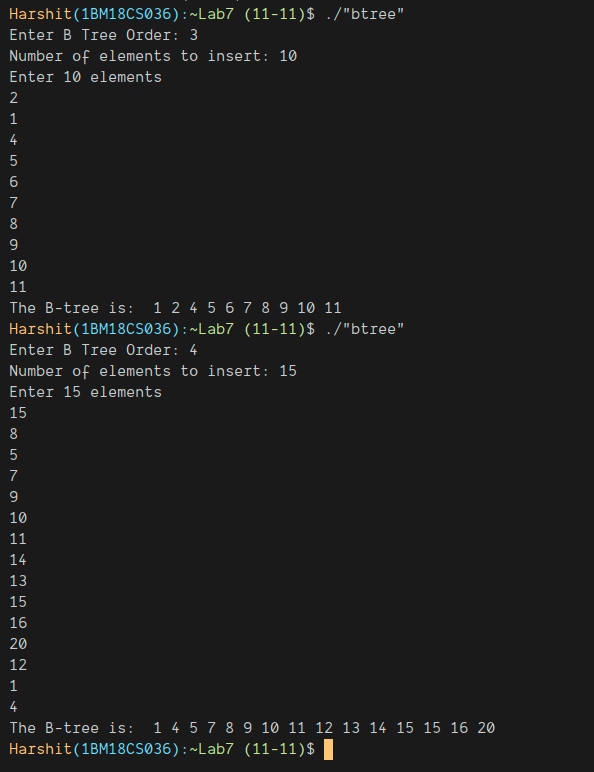 Harshit(1BM18CS036):~Lab7 (11-11)$ ./"btree"
Enter B Tree Order: 3
Number of elements to insert: 10
Enter 10 elements
2
1
4
5
6
7
8
9
10
11
The B-tree is:  1 2 4 5 6 7 8 9 10 11
Harshit(1BM18CS036):~Lab7 (11-11)$ ./"btree"
Enter B Tree Order: 4
Number of elements to insert: 15
Enter 15 elements
15
8
5
7
9
10
11
14
13
15
16
20
12
1
4
The B-tree is:  1 4 5 7 8 9 10 11 12 13 14 15 15 16 20
Harshit(1BM18CS036):~Lab7 (11-11)$